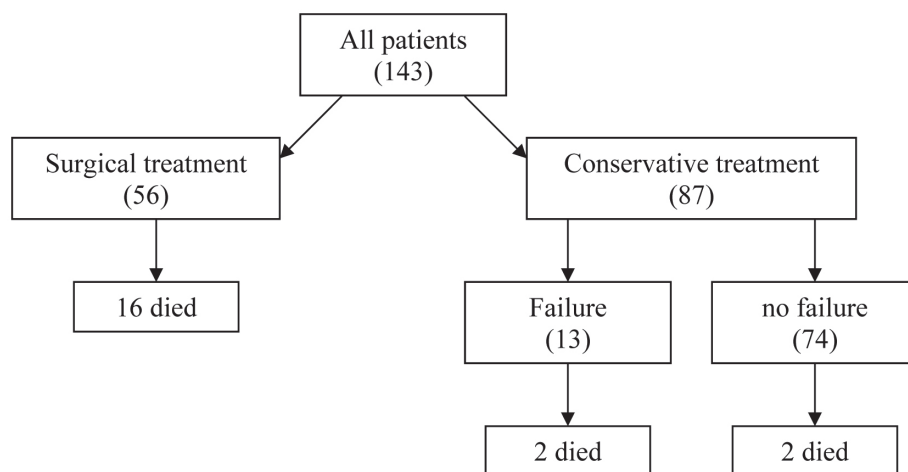 All patients
(143)
Surgical treatment
(56)
Conservative treatment
(87)
16 died
Failure
(13)
no failure
(74)
2 died
2 died